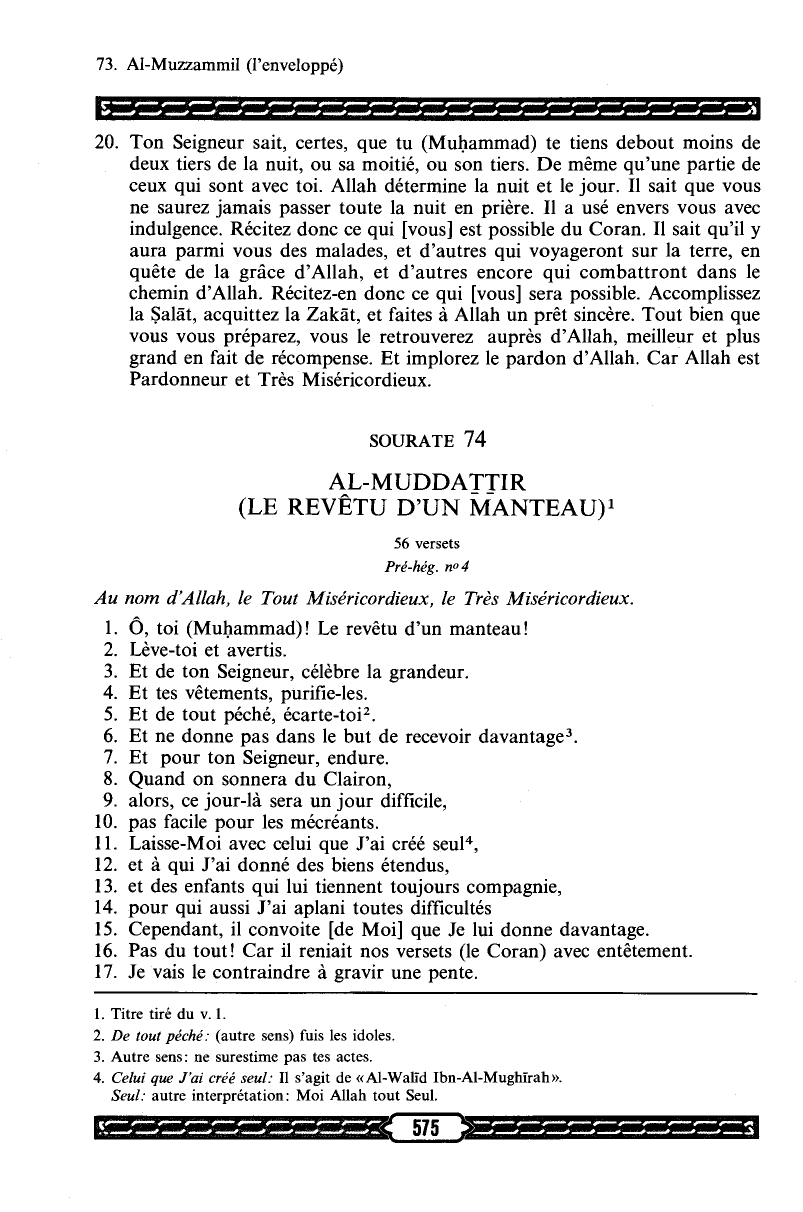 73. Al-Muzzammil (l'enveloppé)
20. Ton Seigneur sait, certes, que tu (Muḥammad) te tiens debout moins de
deux tiers de la nuit, ou sa moitié, ou son tiers. De même qu'une partie de
ceux qui sont avec toi. Allah détermine la nuit et le jour. Il sait que vous
ne saurez jamais passer toute la nuit en prière. Il a usé envers vous avec
indulgence. Récitez donc ce qui [vous] est possible du Coran. Il sait qu'il y
aura parmi vous des malades, et d'autres qui voyageront sur la terre, en
quête de la grâce d'Allah, et d'autres encore qui combattront dans le
chemin d'Allah. Récitez-en donc ce qui [vous] sera possible. Accomplissez
la Ṣalāt, acquittez la Zakāt, et faites à Allah un prêt sincère. Tout bien que
vous vous préparez, vous le retrouverez auprès d'Allah, meilleur et plus
grand en fait de récompense. Et implorez le pardon d'Allah. Car Allah est
Pardonneur et Très Miséricordieux.
SOURATE 74
AL-MUDDAṮṮIR
(LE REVÊTU D'UN MANTEAU)¹
56 versets
Pré-hég. nº 4
Au nom d'Allah, le Tout Miséricordieux, le Très Miséricordieux.
1. Ô, toi (Muḥammad)! Le revêtu d'un manteau!
2. Lève-toi et avertis.
3. Et de ton Seigneur, célèbre la grandeur.
4. Et tes vêtements, purifie-les.
5. Et de tout péché, écarte-toi².
6. Et ne donne pas dans le but de recevoir davantage³.
7. Et pour ton Seigneur, endure.
8. Quand on sonnera du Clairon,
9. alors, ce jour-là sera un jour difficile,
10. pas facile pour les mécréants.
11. Laisse-Moi avec celui que J'ai créé seul⁴,
12. et à qui J'ai donné des biens étendus,
13. et des enfants qui lui tiennent toujours compagnie,
14. pour qui aussi J'ai aplani toutes difficultés
15. Cependant, il convoite [de Moi] que Je lui donne davantage.
16. Pas du tout! Car il reniait nos versets (le Coran) avec entêtement.
17. Je vais le contraindre à gravir une pente.
1. Titre tiré du v. 1.
2. De tout péché: (autre sens) fuis les idoles.
3. Autre sens: ne surestime pas tes actes.
4. Celui que J'ai créé seul: Il s'agit de «Al-Walīd Ibn-Al-Mughīrah».
Seul: autre interprétation: Moi Allah tout Seul.
575